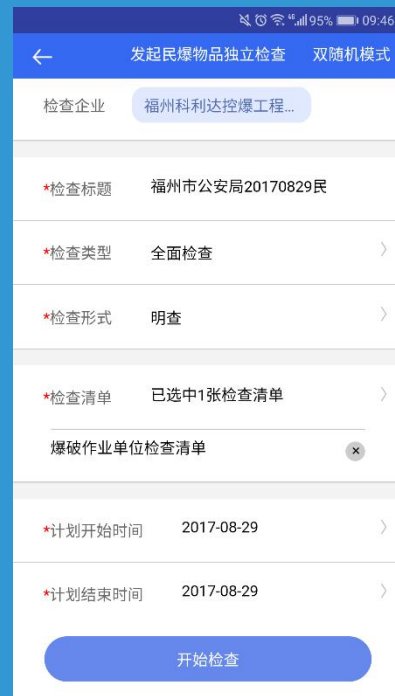 95% 09:46
发起民爆物品独立检查 双随机模式
检查企业 福州科利达控爆工程...
*检查标题 福州市公安局20170829民
*检查类型 全面检查
*检查形式 明查
*检查清单 已选中1张检查清单
爆破作业单位检查清单
*计划开始时间 2017-08-29
*计划结束时间 2017-08-29
开始检查